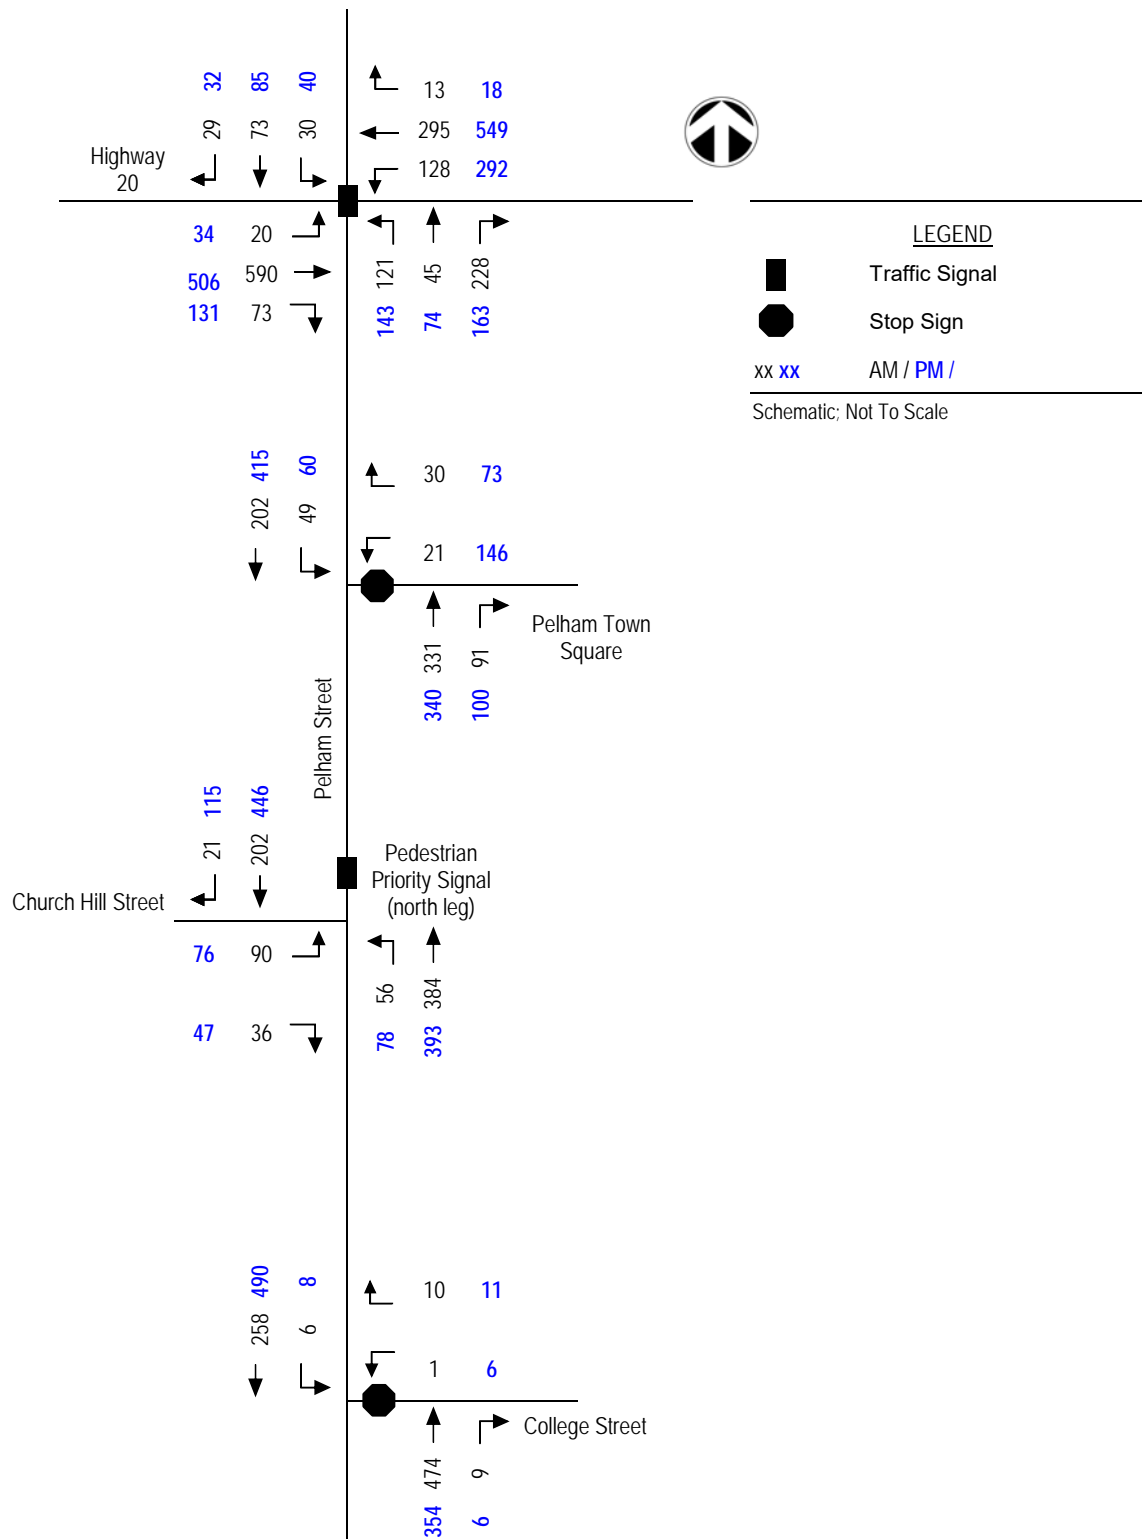 32 85 40
29 73 30
13 18
295 549
128 292
Highway
20
34 20
506 590
131 73
121 45 228
143 74 163
LEGEND
Traffic Signal
Stop Sign
xx xx AM / PM /
Schematic; Not To Scale
415 60
202 49
30 73
21 146
Pelham Town
Square
331 91
340 100
Pelham Street
115 446
21 202
Pedestrian
Priority Signal
(north leg)
Church Hill Street
76 90
47 36
56 384
78 393
490 8
258 6
10 11
1 6
College Street
474 9
354 6